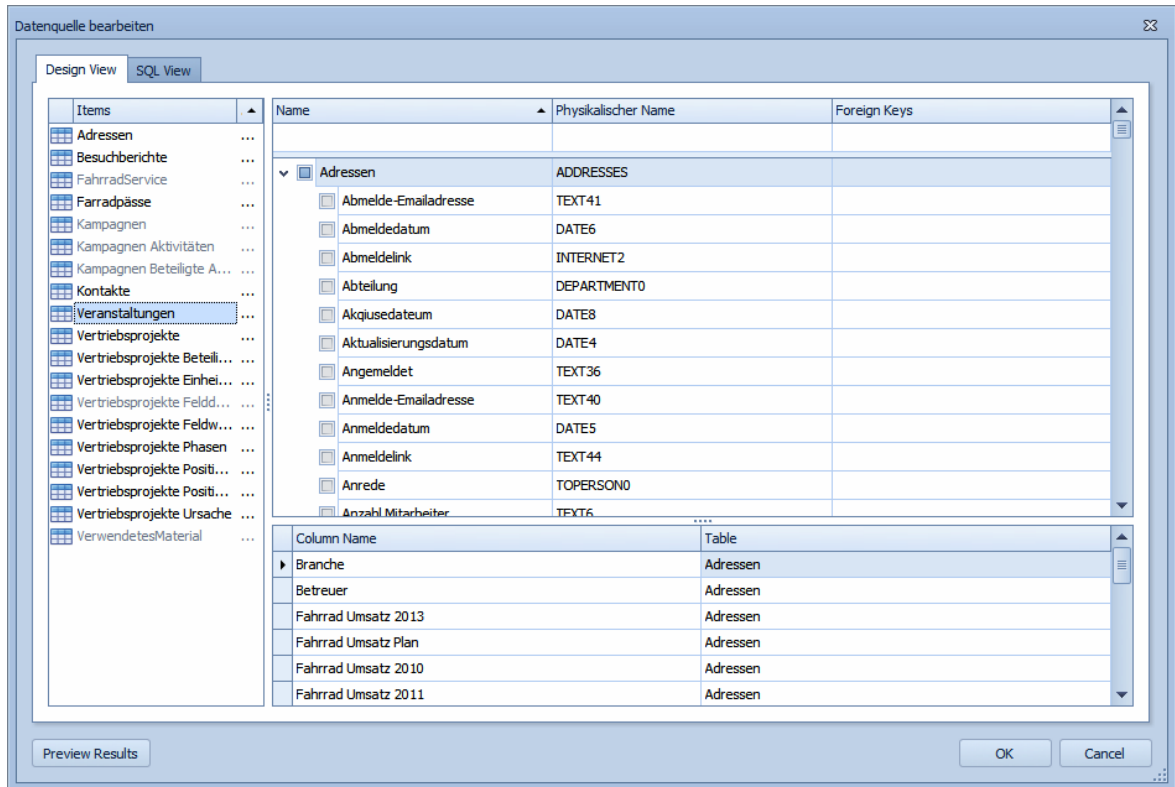 Datenquelle bearbeiten
Design View SQL View
Items
Adressen ...
Besuchberichte ...
FahrradService ...
Farradpässe ...
Kampagnen ...
Kampagnen Aktivitäten ...
Kampagnen Beteiligte A... ...
Kontakte ...
Veranstaltungen ...
Vertriebsprojekte ...
Vertriebsprojekte Beteili... ...
Vertriebsprojekte Einhei... ...
Vertriebsprojekte Feldd... ...
Vertriebsprojekte Feldw... ...
Vertriebsprojekte Phasen ...
Vertriebsprojekte Positi... ...
Vertriebsprojekte Positi... ...
Vertriebsprojekte Ursache ...
VerwendetesMaterial ...
Name Physikalischer Name Foreign Keys
Adressen ADDRESSES
Abmelde-Emailadresse TEXT41
Abmeldedatum DATE6
Abmeldelink INTERNET2
Abteilung DEPARTMENT0
Akqiusedateum DATE8
Aktualisierungsdatum DATE4
Angemeldet TEXT36
Anmelde-Emailadresse TEXT40
Anmeldedatum DATE5
Anmeldelink TEXT44
Anrede TOPERSON0
Anzahl Mitarbeiter TEXT6
Column Name Table
Branche Adressen
Betreuer Adressen
Fahrrad Umsatz 2013 Adressen
Fahrrad Umsatz Plan Adressen
Fahrrad Umsatz 2010 Adressen
Fahrrad Umsatz 2011 Adressen
Preview Results OK Cancel